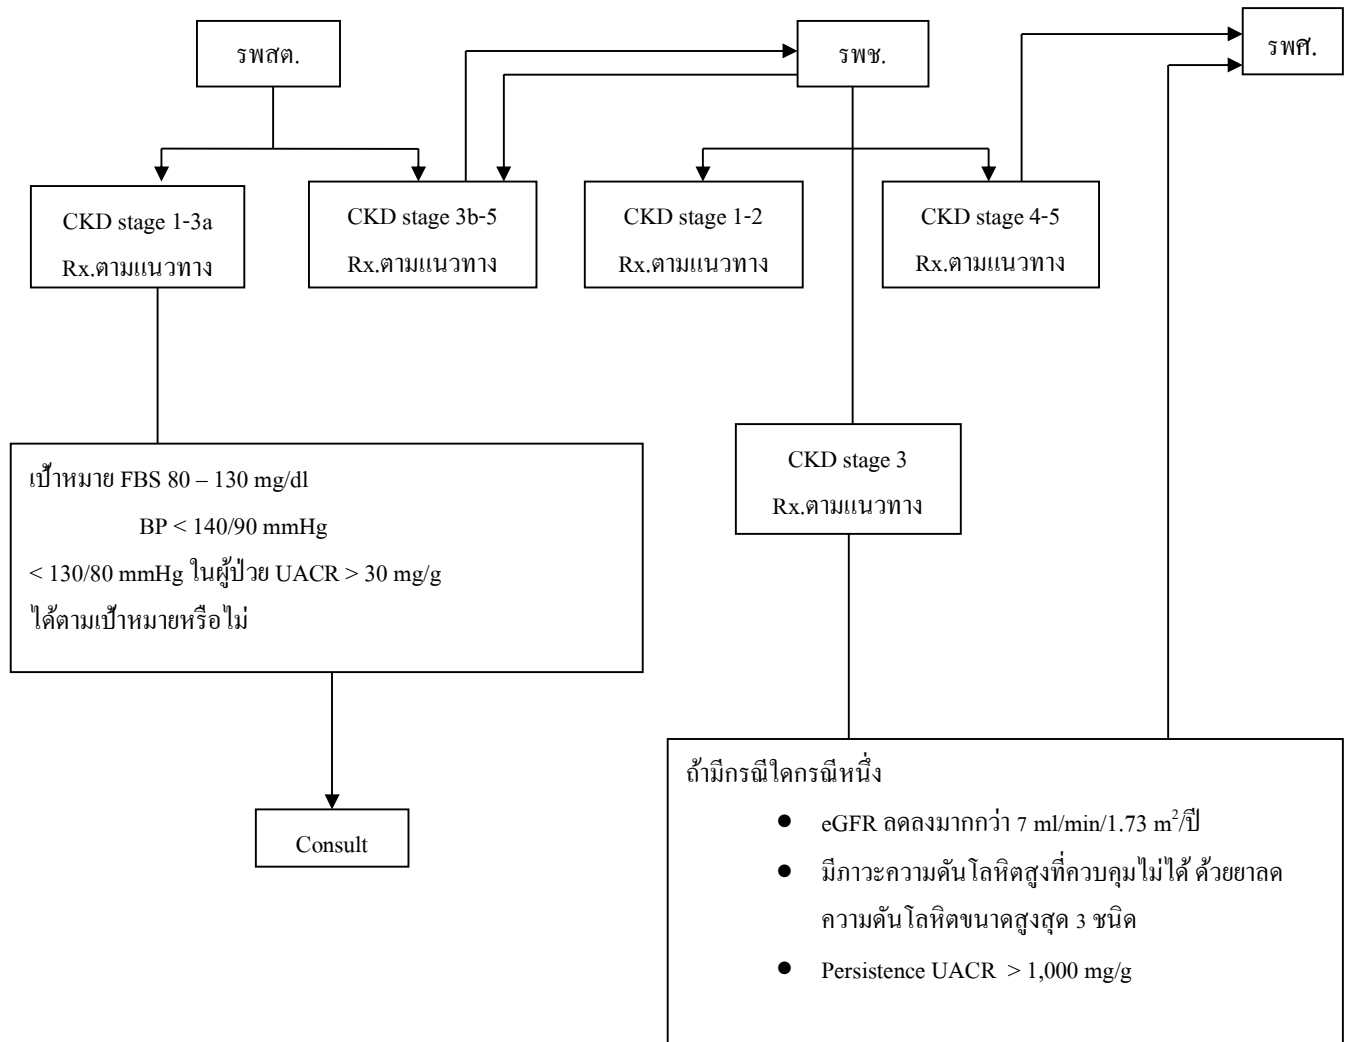 รพสต.
รพช.
รพศ.
CKD stage 1-3a
Rx.ตามแนวทาง
CKD stage 3b-5
Rx.ตามแนวทาง
CKD stage 1-2
Rx.ตามแนวทาง
CKD stage 4-5
Rx.ตามแนวทาง
เป้าหมาย FBS 80 – 130 mg/dl
BP < 140/90 mmHg
< 130/80 mmHg ในผู้ป่วย UACR > 30 mg/g
ได้ตามเป้าหมายหรือไม่
CKD stage 3
Rx.ตามแนวทาง
Consult
ถ้ามีกรณีใดกรณีหนึ่ง
● eGFR ลดลงมากกว่า 7 ml/min/1.73 m²/ปี
● มีภาวะความดันโลหิตสูงที่ควบคุมไม่ได้ ด้วยยาลด
ความดันโลหิตขนาดสูงสุด 3 ชนิด
● Persistence UACR > 1,000 mg/g